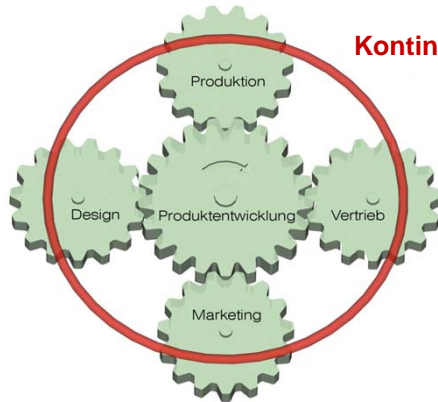 Kontin
Produktion
Design
Produktentwicklung
Vertrieb
Marketing